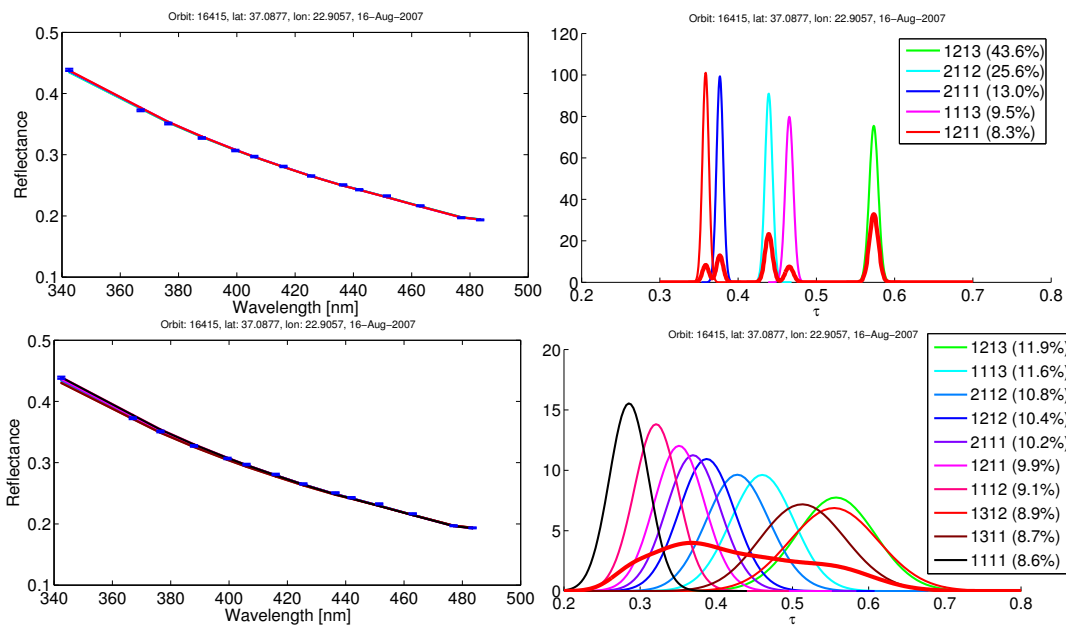 Orbit: 16415, lat: 37.0877, lon: 22.9057, 16-Aug-2007
0.5
0.4
0.3
0.2
0.1
Reflectance
340 360 380 400 420 440 460 480 500
Wavelength [nm]
Orbit: 16415, lat: 37.0877, lon: 22.9057, 16-Aug-2007
120
100
80
60
40
20
0
0.2 0.3 0.4 0.5 0.6 0.7 0.8
τ
1213 (43.6%)
2112 (25.6%)
2111 (13.0%)
1113 (9.5%)
1211 (8.3%)
Orbit: 16415, lat: 37.0877, lon: 22.9057, 16-Aug-2007
0.5
0.4
0.3
0.2
0.1
Reflectance
340 360 380 400 420 440 460 480 500
Wavelength [nm]
Orbit: 16415, lat: 37.0877, lon: 22.9057, 16-Aug-2007
20
15
10
5
0
0.2 0.3 0.4 0.5 0.6 0.7 0.8
τ
1213 (11.9%)
1113 (11.6%)
2112 (10.8%)
1212 (10.4%)
2111 (10.2%)
1211 (9.9%)
1112 (9.1%)
1312 (8.9%)
1311 (8.7%)
1111 (8.6%)